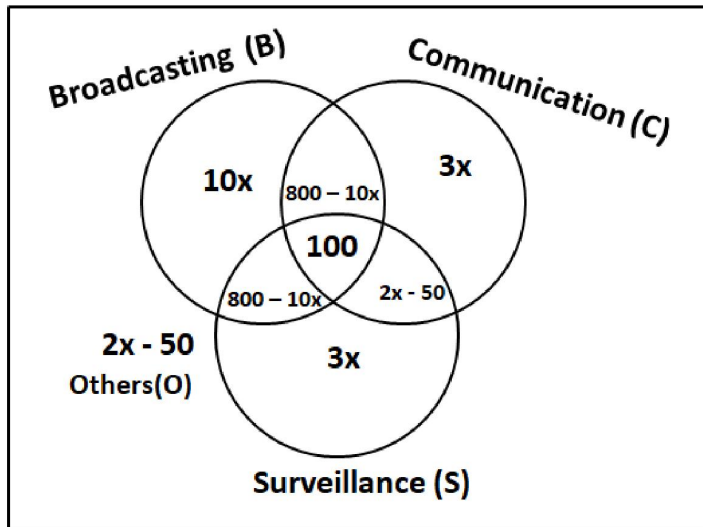 Broadcasting (B)
Communication (C)
10x
800 – 10x
3x
100
800 – 10x
2x - 50
2x - 50
Others(O)
3x
Surveillance (S)